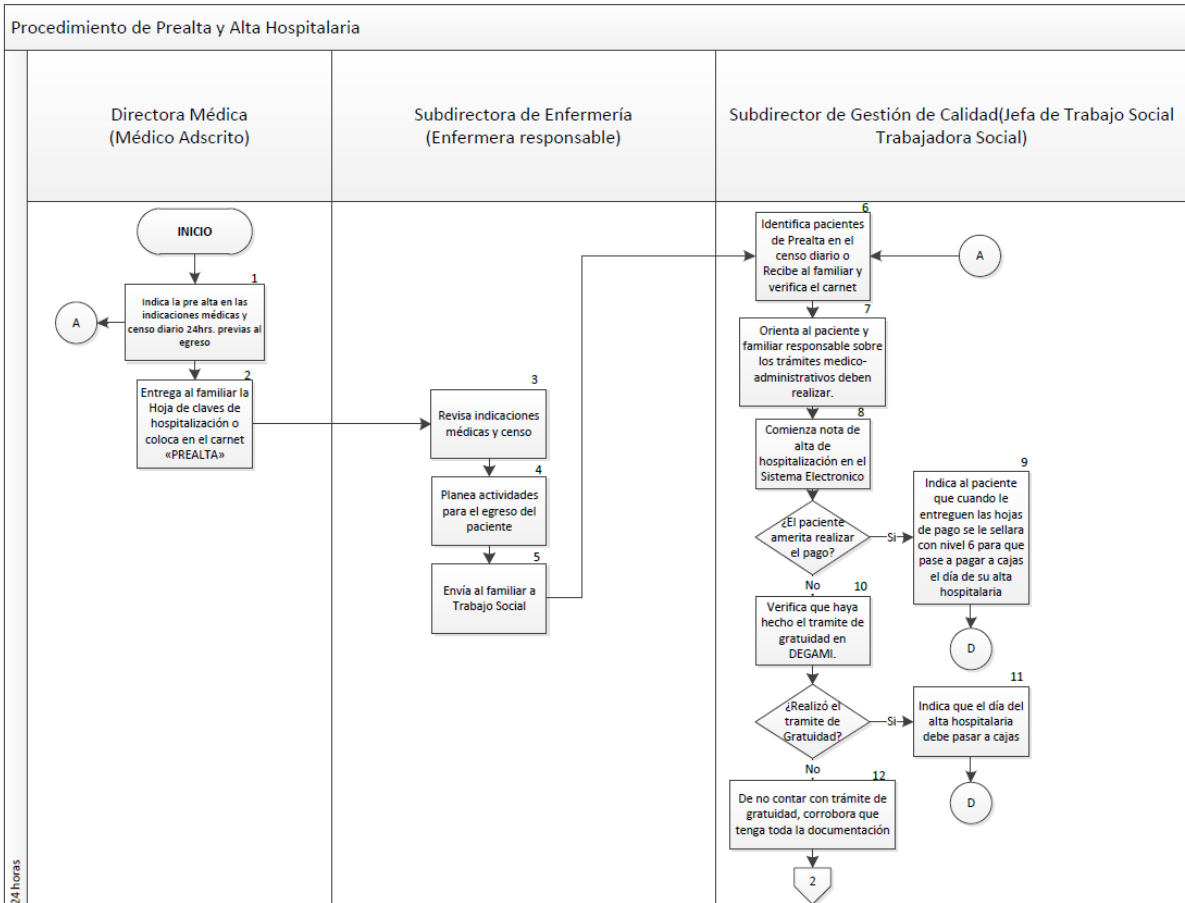 Procedimiento de Prealta y Alta Hospitalaria
Directora Médica
(Médico Adscrito)
Subdirectora de Enfermería
(Enfermera responsable)
Subdirector de Gestión de Calidad(Jefa de Trabajo Social
Trabajadora Social)
24 horas
INICIO
1
Indica la pre alta en las
indicaciones médicas y
censo diario 24hrs. previas al
egreso
A
2
Entrega al familiar la
Hoja de claves de
hospitalización o
coloca en el carnet
«PREALTA»
3
Revisa indicaciones
médicas y censo
4
Planea actividades
para el egreso del
paciente
5
Envía al familiar a
Trabajo Social
6
Identifica pacientes
de Prealta en el
censo diario o
Recibe al familiar y
verifica el carnet
A
7
Orienta al paciente y
familiar responsable sobre
los trámites medico-
administrativos deben
realizar.
8
Comienza nota de
alta de
hospitalización en el
Sistema Electronico
¿El paciente
amerita realizar
el pago?
Si
9
Indica al paciente
que cuando le
entreguen las hojas
de pago se le sellara
con nivel 6 para que
pase a pagar a cajas
el día de su alta
hospitalaria
D
No
10
Verifica que haya
hecho el tramite de
gratuidad en
DEGAMI.
¿Realizó el
tramite de
Gratuidad?
Si
11
Indica que el día del
alta hospitalaria
debe pasar a cajas
D
No
12
De no contar con trámite de
gratuidad, corrobora que
tenga toda la documentación
2